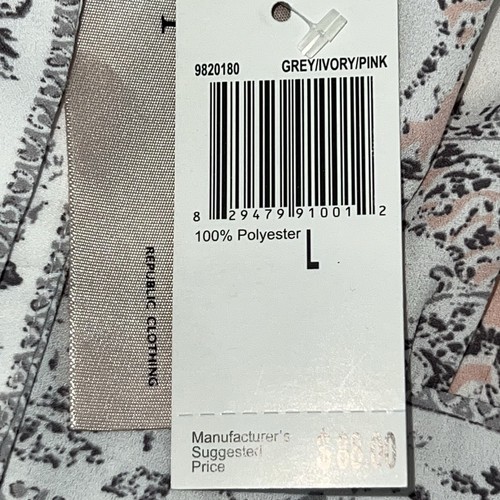 9820180 GREY/IVORY/PINK
8 29479 91001 2
100% Polyester L
REPUBLIC CLOTHING
Manufacturer's
Suggested
Price